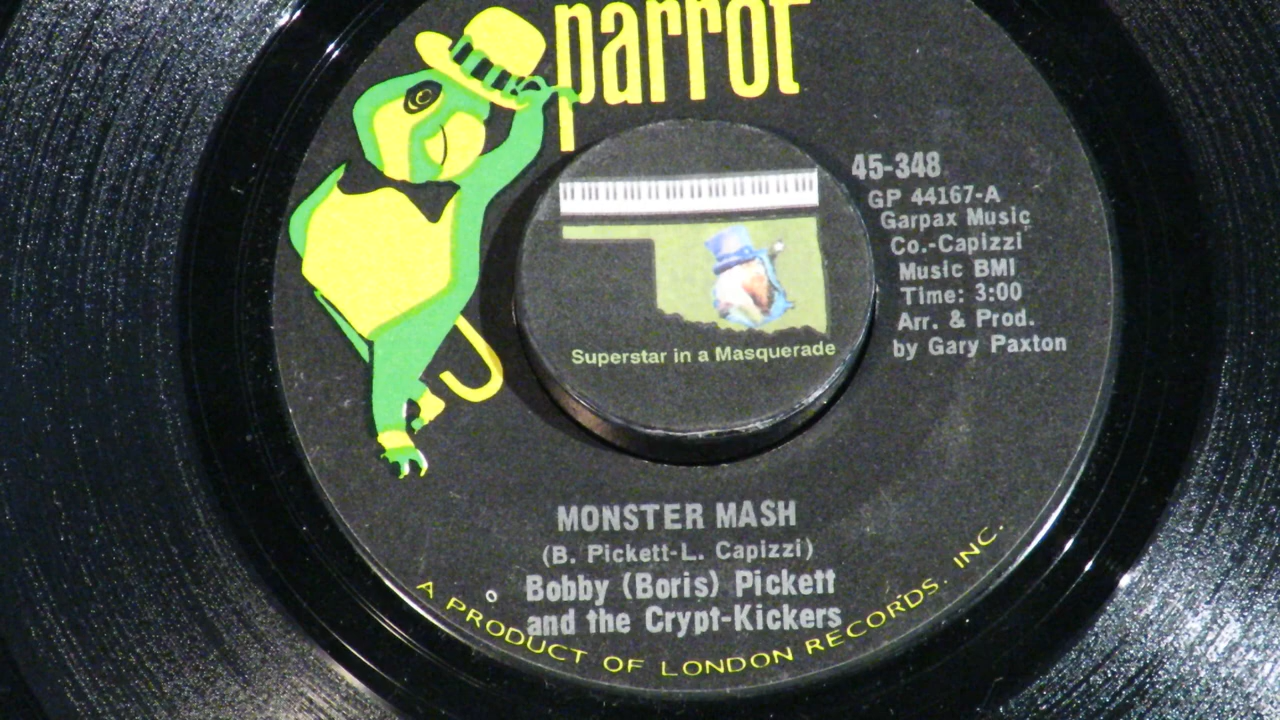 parrot
45-348
GP 44167-A
Garpax Music
Co.-Capizzi
Music BMI
Time: 3:00
Arr. & Prod.
by Gary Paxton
Superstar in a Masquerade
MONSTER MASH
(B. Pickett-L. Capizzi)
Bobby (Boris) Pickett
and the Crypt-Kickers
A PRODUCT OF LONDON RECORDS, INC.